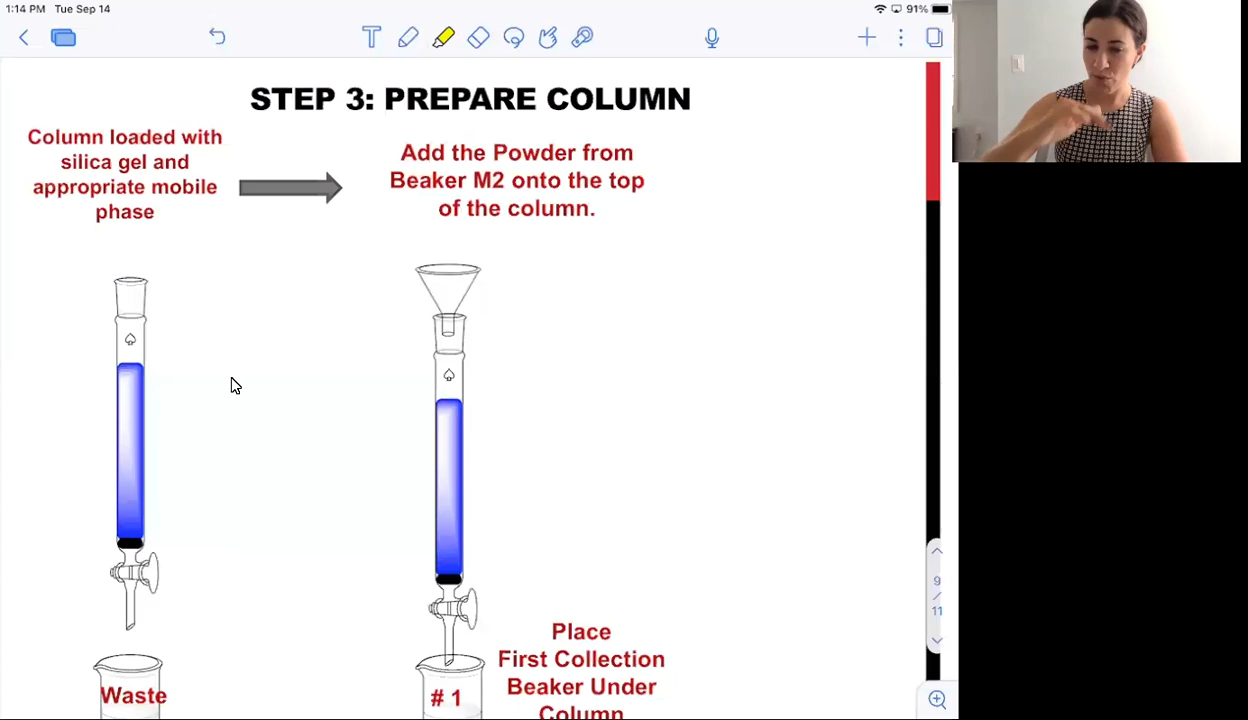 1:14 PM Tue Sep 14
91%
STEP 3: PREPARE COLUMN
Column loaded with
silica gel and
appropriate mobile
phase
Add the Powder from
Beaker M2 onto the top
of the column.
9
/
11
Place
First Collection
Beaker Under
Column
Waste
# 1